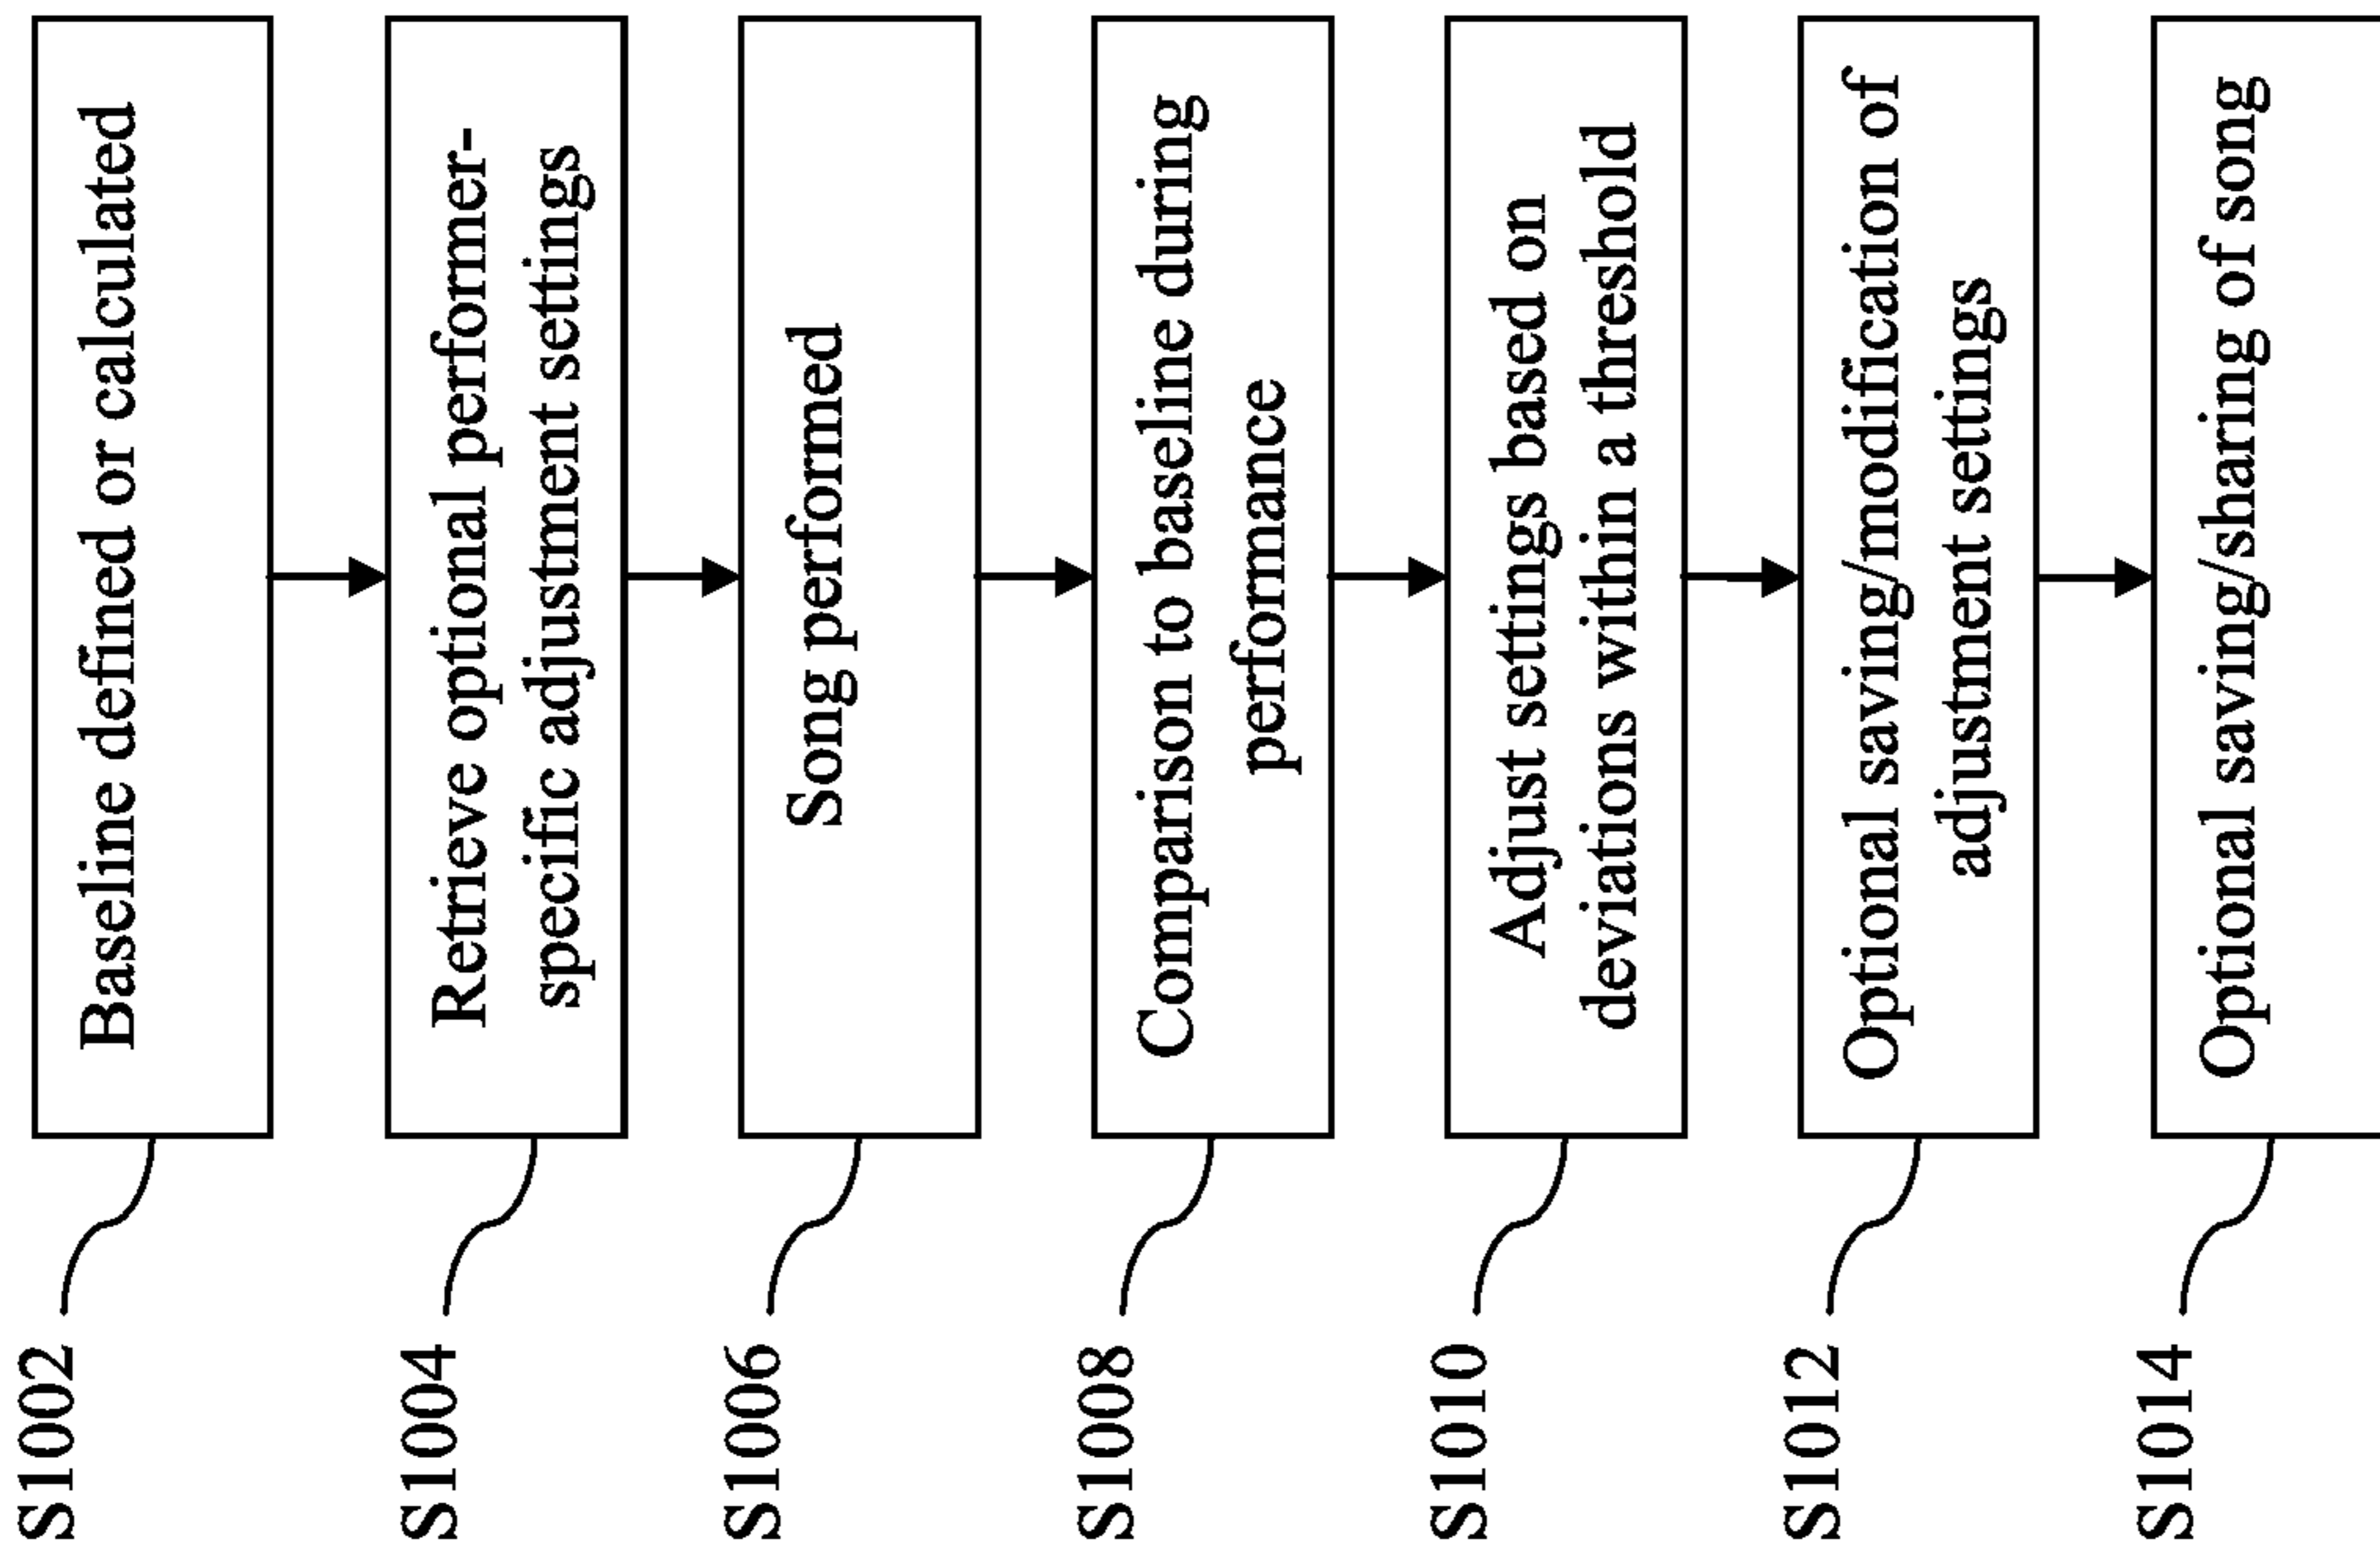 S1002
Baseline defined or calculated
S1004
Retrieve optional performer-
specific adjustment settings
S1006
Song performed
S1008
Comparison to baseline during
performance
S1010
Adjust settings based on
deviations within a threshold
S1012
Optional saving/modification of
adjustment settings
S1014
Optional saving/sharing of song